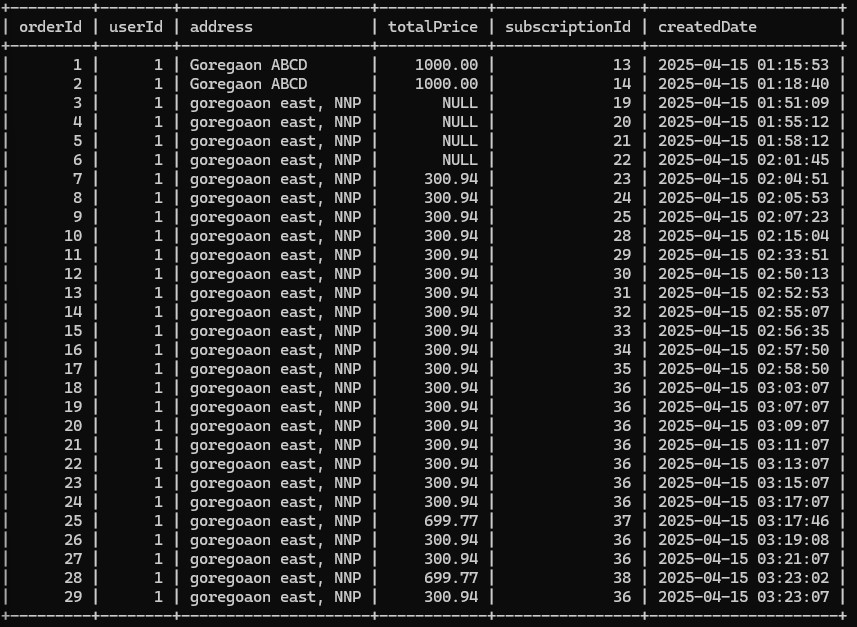 | orderId | userId | address | totalPrice | subscriptionId | createdDate |
| 1 | 1 | Goregaon ABCD | 1000.00 | 13 | 2025-04-15 01:15:53 |
| 2 | 1 | Goregaon ABCD | 1000.00 | 14 | 2025-04-15 01:18:40 |
| 3 | 1 | goregoaon east, NNP | NULL | 19 | 2025-04-15 01:51:09 |
| 4 | 1 | goregoaon east, NNP | NULL | 20 | 2025-04-15 01:55:12 |
| 5 | 1 | goregoaon east, NNP | NULL | 21 | 2025-04-15 01:58:12 |
| 6 | 1 | goregoaon east, NNP | NULL | 22 | 2025-04-15 02:01:45 |
| 7 | 1 | goregoaon east, NNP | 300.94 | 23 | 2025-04-15 02:04:51 |
| 8 | 1 | goregoaon east, NNP | 300.94 | 24 | 2025-04-15 02:05:53 |
| 9 | 1 | goregoaon east, NNP | 300.94 | 25 | 2025-04-15 02:07:23 |
| 10 | 1 | goregoaon east, NNP | 300.94 | 28 | 2025-04-15 02:15:04 |
| 11 | 1 | goregoaon east, NNP | 300.94 | 29 | 2025-04-15 02:33:51 |
| 12 | 1 | goregoaon east, NNP | 300.94 | 30 | 2025-04-15 02:50:13 |
| 13 | 1 | goregoaon east, NNP | 300.94 | 31 | 2025-04-15 02:52:53 |
| 14 | 1 | goregoaon east, NNP | 300.94 | 32 | 2025-04-15 02:55:07 |
| 15 | 1 | goregoaon east, NNP | 300.94 | 33 | 2025-04-15 02:56:35 |
| 16 | 1 | goregoaon east, NNP | 300.94 | 34 | 2025-04-15 02:57:50 |
| 17 | 1 | goregoaon east, NNP | 300.94 | 35 | 2025-04-15 02:58:50 |
| 18 | 1 | goregoaon east, NNP | 300.94 | 36 | 2025-04-15 03:03:07 |
| 19 | 1 | goregoaon east, NNP | 300.94 | 36 | 2025-04-15 03:07:07 |
| 20 | 1 | goregoaon east, NNP | 300.94 | 36 | 2025-04-15 03:09:07 |
| 21 | 1 | goregoaon east, NNP | 300.94 | 36 | 2025-04-15 03:11:07 |
| 22 | 1 | goregoaon east, NNP | 300.94 | 36 | 2025-04-15 03:13:07 |
| 23 | 1 | goregoaon east, NNP | 300.94 | 36 | 2025-04-15 03:15:07 |
| 24 | 1 | goregoaon east, NNP | 300.94 | 36 | 2025-04-15 03:17:07 |
| 25 | 1 | goregoaon east, NNP | 699.77 | 37 | 2025-04-15 03:17:46 |
| 26 | 1 | goregoaon east, NNP | 300.94 | 36 | 2025-04-15 03:19:08 |
| 27 | 1 | goregoaon east, NNP | 300.94 | 36 | 2025-04-15 03:21:07 |
| 28 | 1 | goregoaon east, NNP | 699.77 | 38 | 2025-04-15 03:23:02 |
| 29 | 1 | goregoaon east, NNP | 300.94 | 36 | 2025-04-15 03:23:07 |